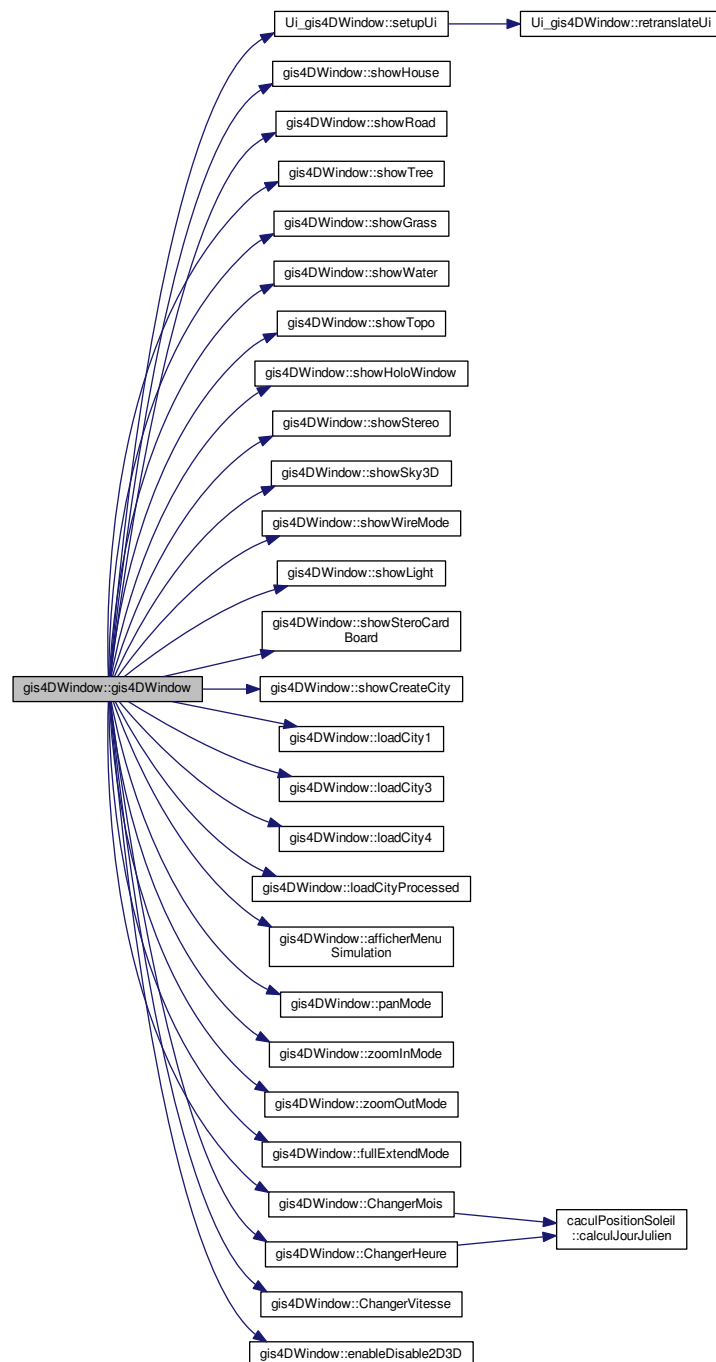 Ui_gis4DWindow::setupUi
Ui_gis4DWindow::retranslateUi
gis4DWindow::showHouse
gis4DWindow::showRoad
gis4DWindow::showTree
gis4DWindow::showGrass
gis4DWindow::showWater
gis4DWindow::showTopo
gis4DWindow::showHoloWindow
gis4DWindow::showStereo
gis4DWindow::showSky3D
gis4DWindow::showWireMode
gis4DWindow::showLight
gis4DWindow::showSteroCard
Board
gis4DWindow::gis4DWindow
gis4DWindow::showCreateCity
gis4DWindow::loadCity1
gis4DWindow::loadCity3
gis4DWindow::loadCity4
gis4DWindow::loadCityProcessed
gis4DWindow::afficherMenu
Simulation
gis4DWindow::panMode
gis4DWindow::zoomInMode
gis4DWindow::zoomOutMode
gis4DWindow::fullExtendMode
gis4DWindow::ChangerMois
caculPositionSoleil
::calculJourJulien
gis4DWindow::ChangerHeure
gis4DWindow::ChangerVitesse
gis4DWindow::enableDisable2D3D